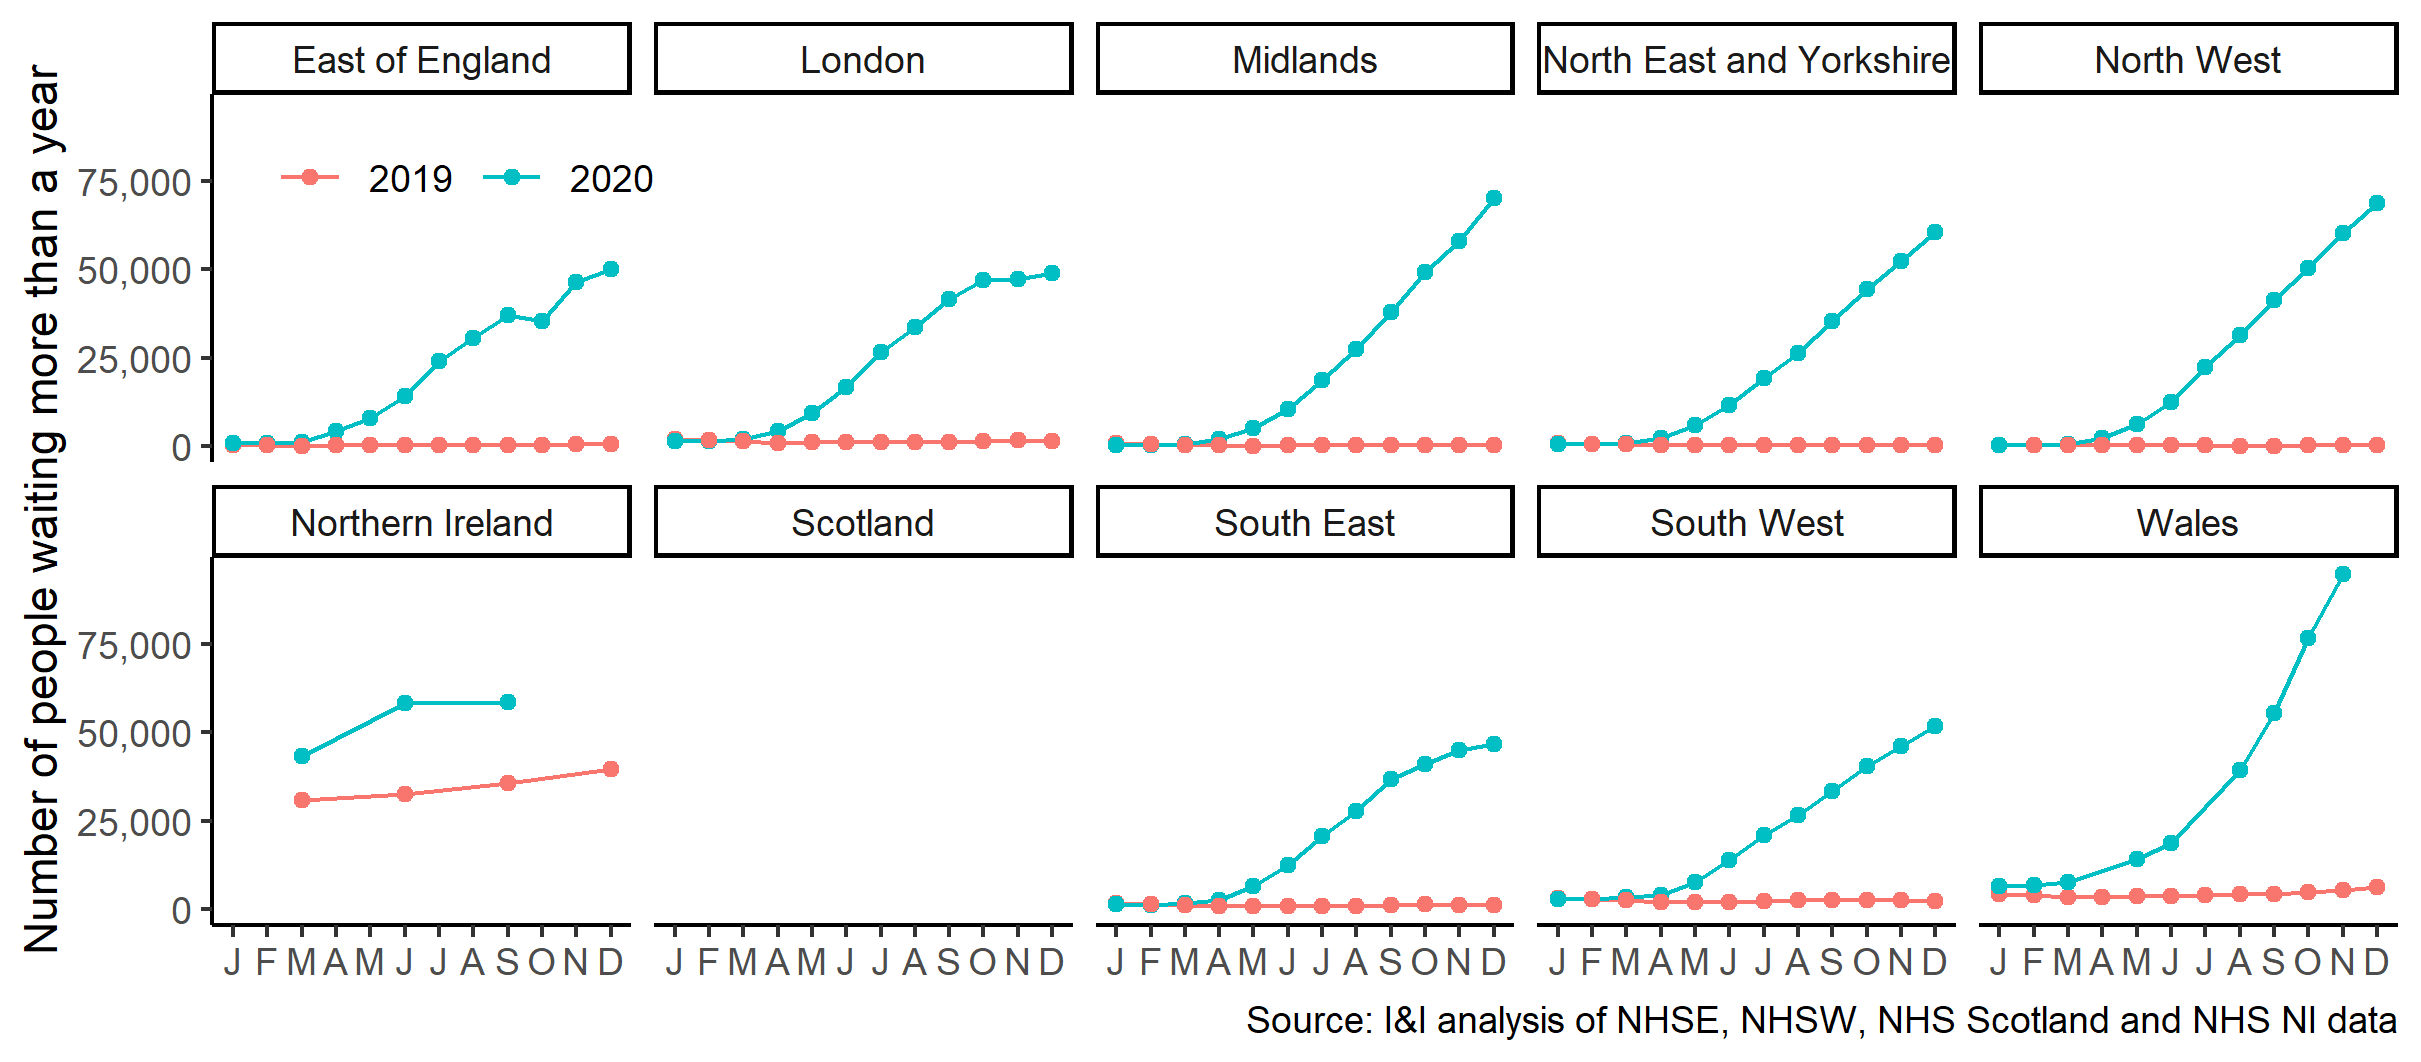 Number of people waiting more than a year
East of England
London
Midlands
North East and Yorkshire
North West
2019 2020
75,000
50,000
25,000
0
Northern Ireland
Scotland
South East
South West
Wales
75,000
50,000
25,000
0
J F M A M J J A S O N D
J F M A M J J A S O N D
J F M A M J J A S O N D
J F M A M J J A S O N D
J F M A M J J A S O N D
Source: I&I analysis of NHSE, NHSW, NHS Scotland and NHS NI data